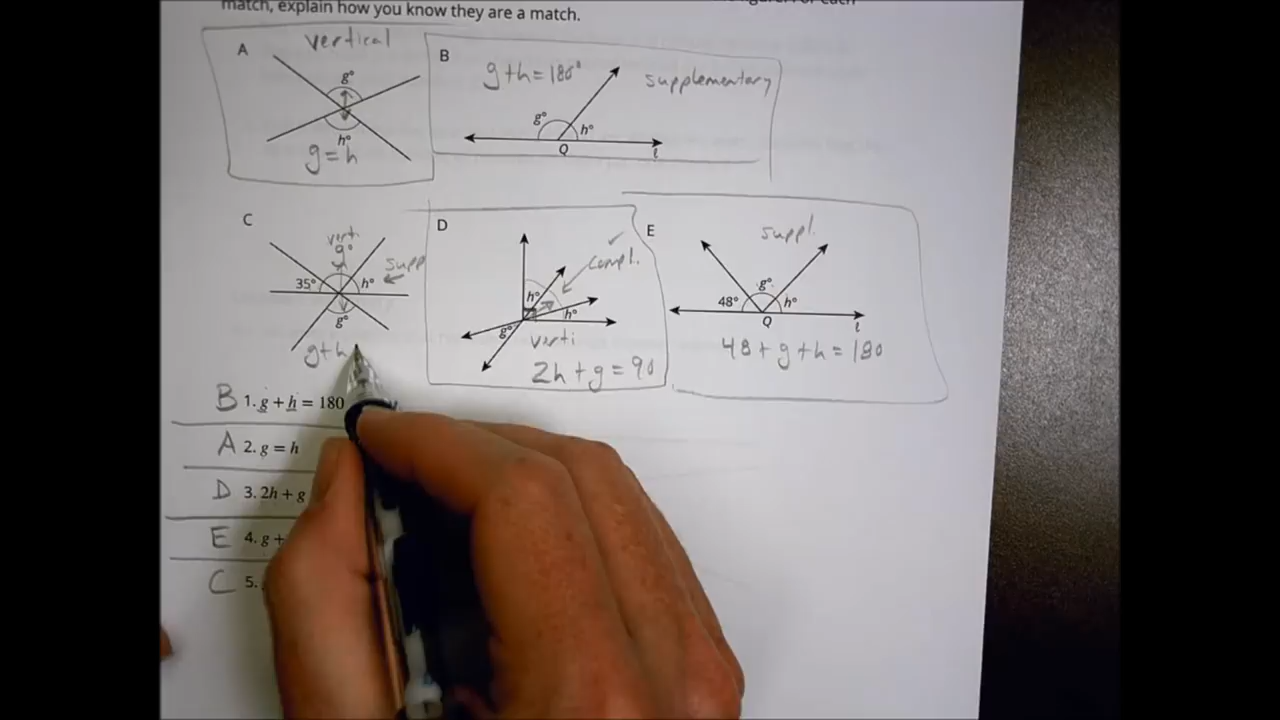 match, explain how you know they are a match.
A
vertical
g°
h°
g = h
B
g + h = 180°
supplementary
g°
h°
Q
l
C
vert.
g°
35°
h°
supp
g°
g + h
D
compl.
h°
h°
g°
verti
2h + g = 90
E
suppl.
48°
g°
h°
Q
l
48 + g + h = 180
B 1. g + h = 180
A 2. g = h
D 3. 2h + g
E 4. g +
C 5.